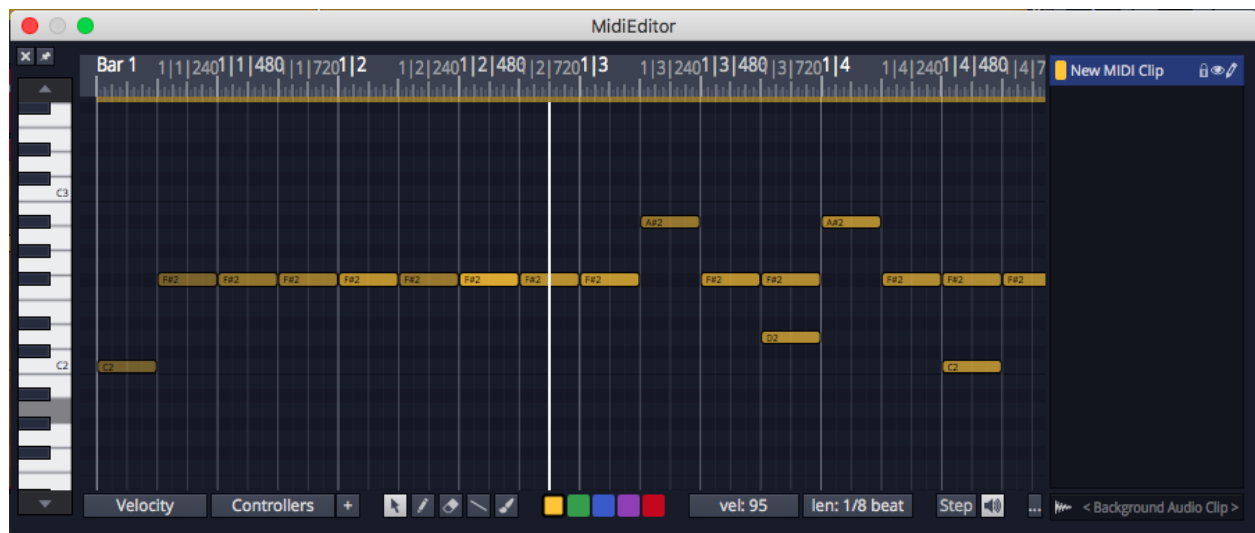 MidiEditor
Bar 1 1|1|240 1|1|480 |1|720 1|2 1|2|240 1|2|480 |2|720 1|3 1|3|240 1|3|480 |3|720 1|4 1|4|240 1|4|480 |4|7
New MIDI Clip
C3
A#2 A#2
F#2 F#2 F#2 F#2 F#2 F#2 F#2 F#2 F#2 F#2 F#2 F#2 F#2
D2
C2 C2 C2
Velocity Controllers + vel: 95 len: 1/8 beat Step ... < Background Audio Clip >